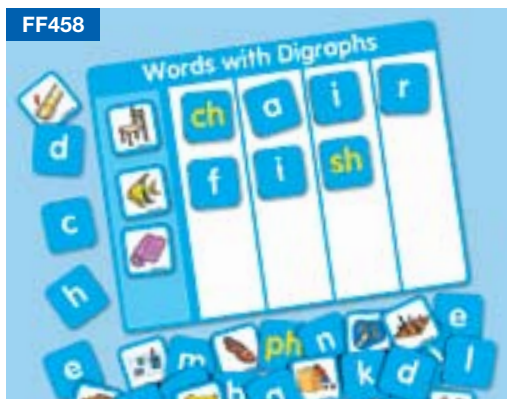 FF458
Words with Digraphs
ch a i r
d
f i sh
c
h
e m ph n e
h a k d l